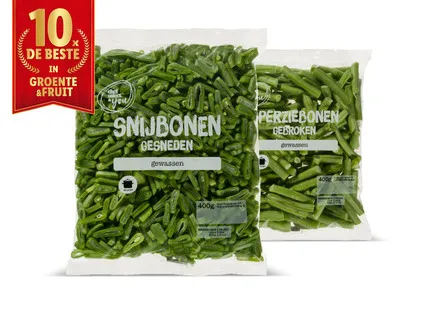 10x
DE BESTE
IN
GROENTE
&FRUIT
SNIJBONEN
GESNEDEN
gewassen
400g
PERZIEBONEN
GEBROKEN
gewassen
400g